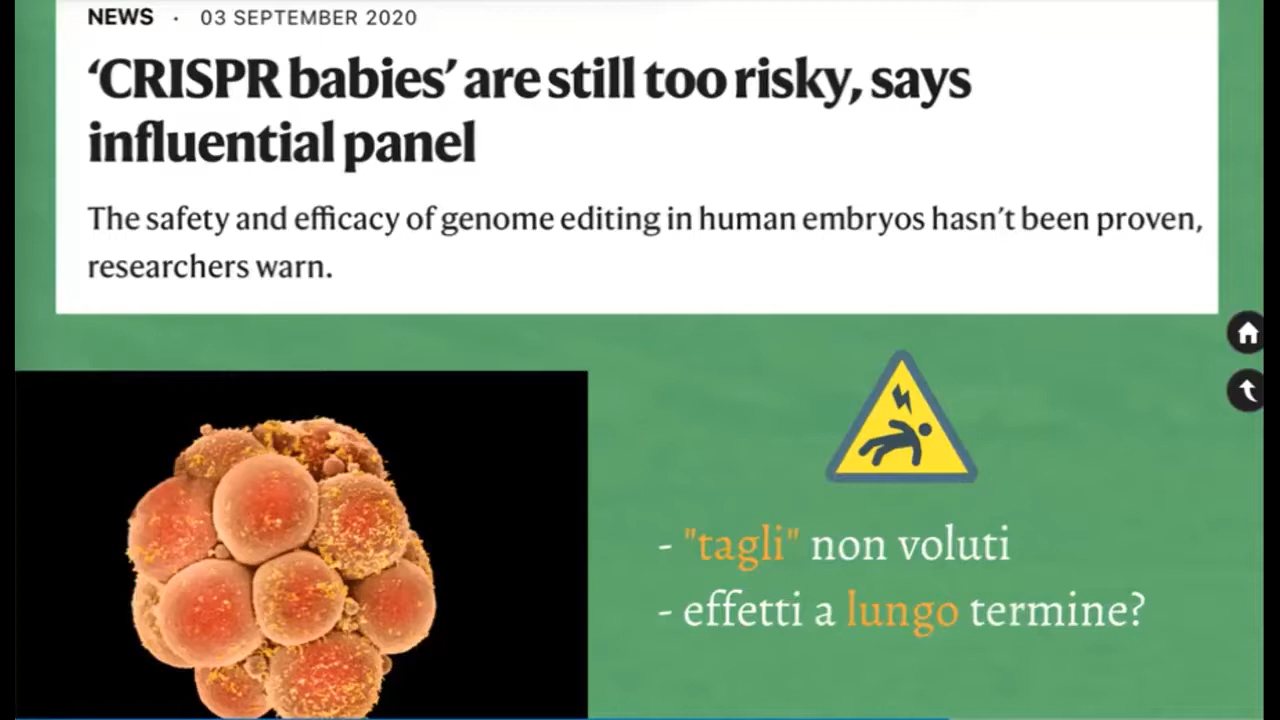 NEWS · 03 SEPTEMBER 2020
‘CRISPR babies’ are still too risky, says
influential panel
The safety and efficacy of genome editing in human embryos hasn’t been proven,
researchers warn.
- "tagli" non voluti
- effetti a lungo termine?